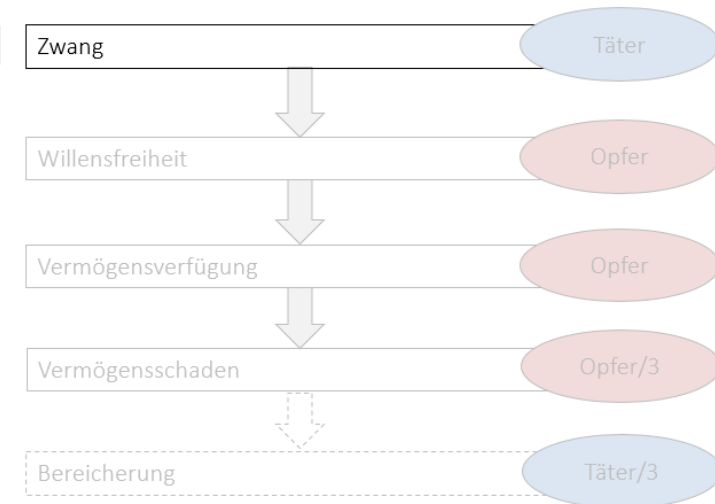 Zwang Täter
Willensfreiheit Opfer
Vermögensverfügung Opfer
Vermögensschaden Opfer/3
Bereicherung Täter/3